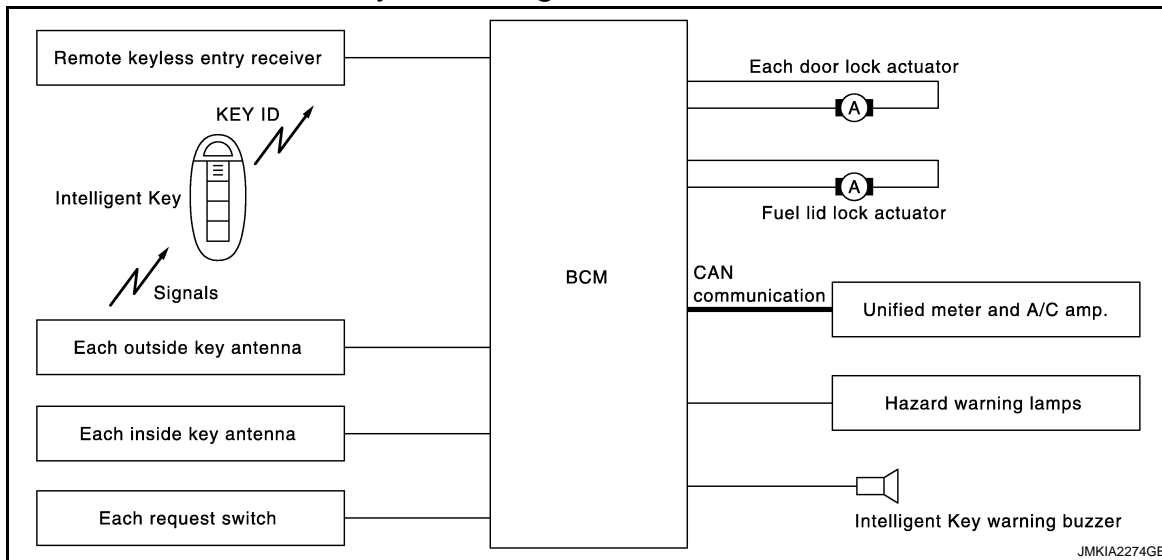 Remote keyless entry receiver
KEY ID
Intelligent Key
Signals
Each outside key antenna
Each inside key antenna
Each request switch
BCM
Each door lock actuator
A
A
Fuel lid lock actuator
CAN
communication
Unified meter and A/C amp.
Hazard warning lamps
Intelligent Key warning buzzer